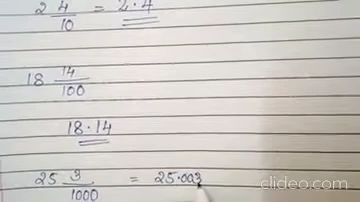 2 4/10 = 2.4
18 14/100
18.14
25 3/1000 = 25.003
clideo.com